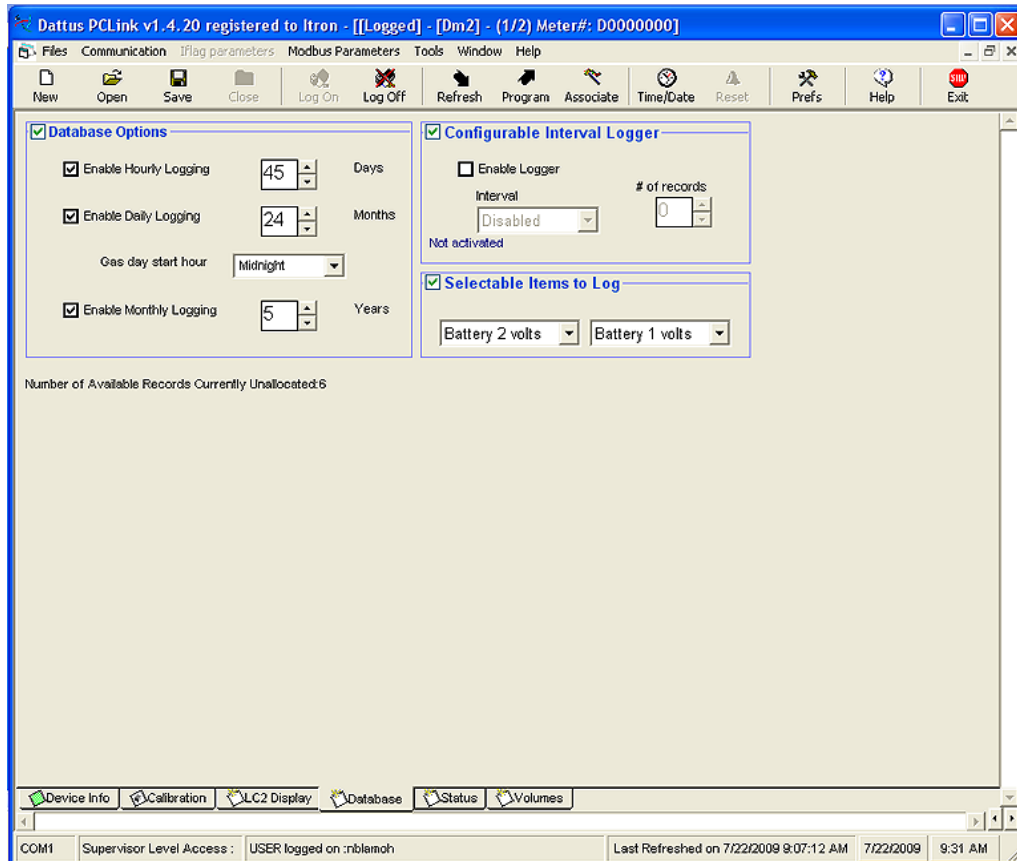 Dattus PCLink v1.4.20 registered to Itron - [[Logged] - [Dm2] - (1/2) Meter#: D0000000]
Files Communication Iflag parameters Modbus Parameters Tools Window Help
New Open Save Close Log On Log Off Refresh Program Associate Time/Date Reset Prefs Help STOP Exit
Database Options
Enable Hourly Logging 45 Days
Enable Daily Logging 24 Months
Gas day start hour Midnight
Enable Monthly Logging 5 Years
Configurable Interval Logger
Enable Logger
Interval # of records
Disabled 0
Not activated
Selectable Items to Log
Battery 2 volts Battery 1 volts
Number of Available Records Currently Unallocated:6
Device Info Calibration LC2 Display Database Status Volumes
COM1 Supervisor Level Access : USER logged on :nblamoh Last Refreshed on 7/22/2009 9:07:12 AM 7/22/2009 9:31 AM